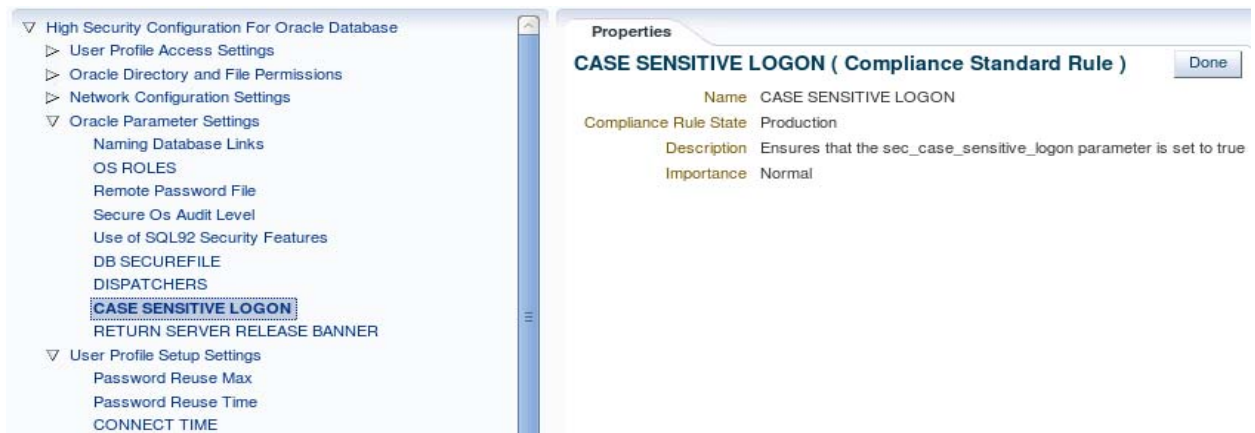 High Security Configuration For Oracle Database
User Profile Access Settings
Oracle Directory and File Permissions
Network Configuration Settings
Oracle Parameter Settings
Naming Database Links
OS ROLES
Remote Password File
Secure Os Audit Level
Use of SQL92 Security Features
DB SECUREFILE
DISPATCHERS
CASE SENSITIVE LOGON
RETURN SERVER RELEASE BANNER
User Profile Setup Settings
Password Reuse Max
Password Reuse Time
CONNECT TIME
Properties
CASE SENSITIVE LOGON ( Compliance Standard Rule ) Done
Name CASE SENSITIVE LOGON
Compliance Rule State Production
Description Ensures that the sec_case_sensitive_logon parameter is set to true
Importance Normal